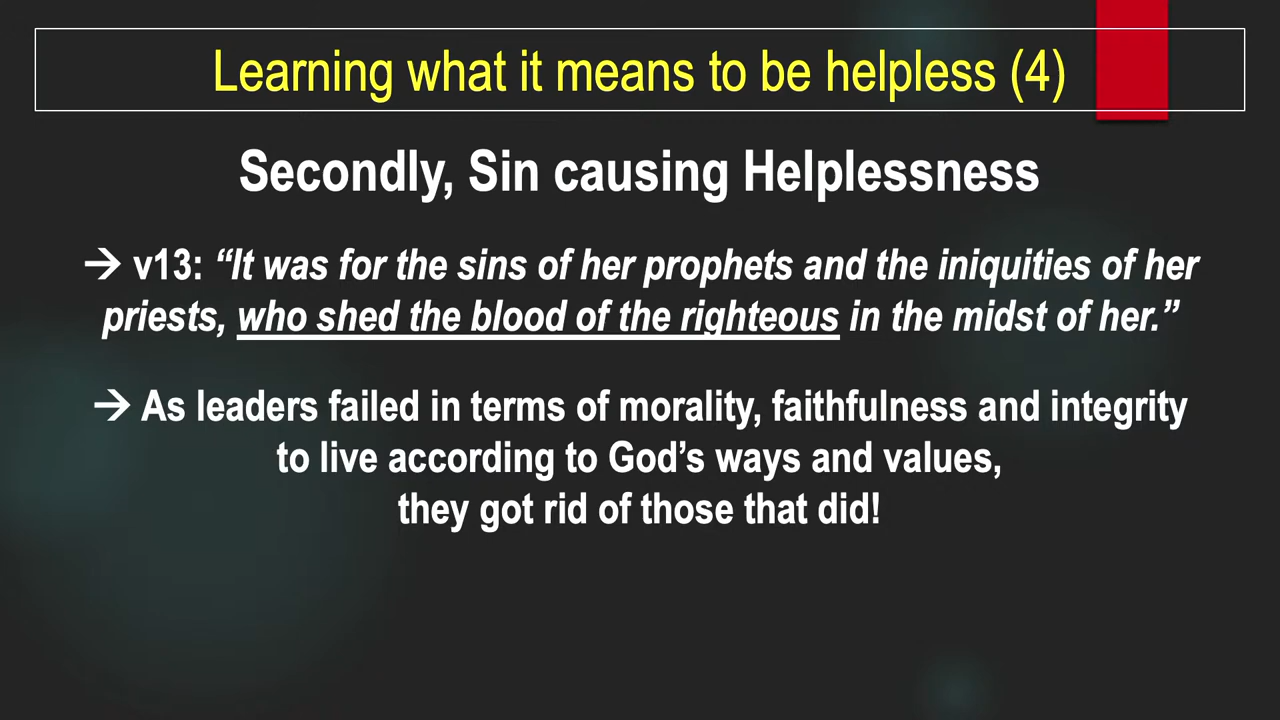 Learning what it means to be helpless (4)
Secondly, Sin causing Helplessness
→ v13: “It was for the sins of her prophets and the iniquities of her
priests, who shed the blood of the righteous in the midst of her.”
→ As leaders failed in terms of morality, faithfulness and integrity
to live according to God’s ways and values,
they got rid of those that did!